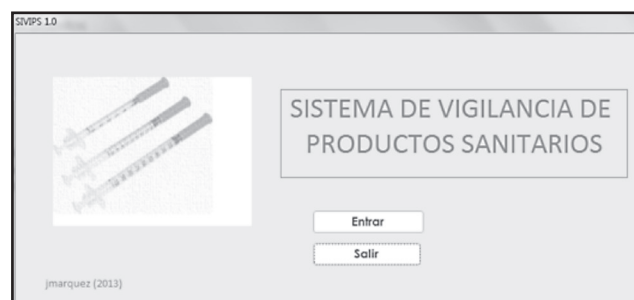 SIVIPS 1.0
SISTEMA DE VIGILANCIA DE
PRODUCTOS SANITARIOS
Entrar
Salir
jmarquez (2013)